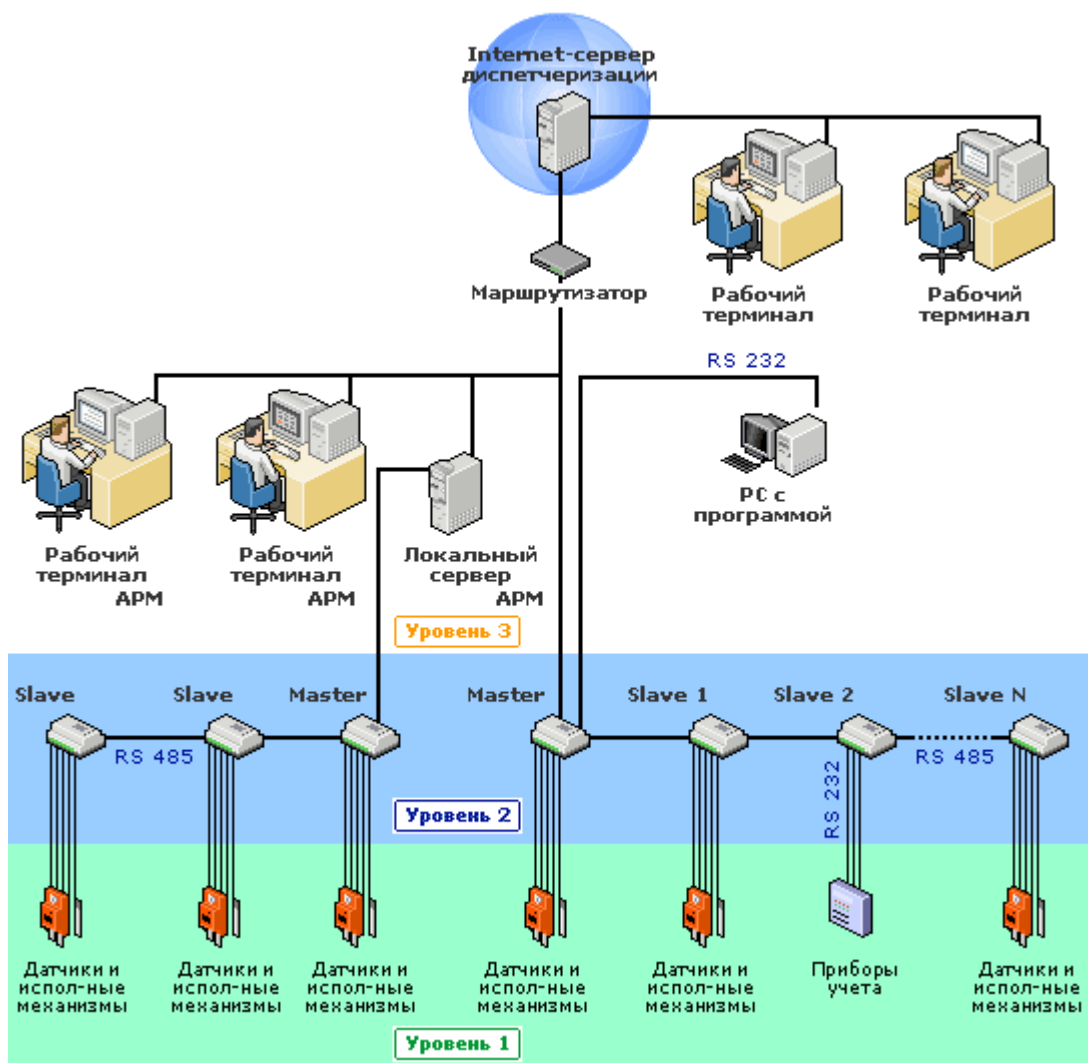 Internet-сервер
диспетчеризации
Маршрутизатор
Рабочий
терминал
Рабочий
терминал
RS 232
PC с
программой
Рабочий
терминал
АРМ
Рабочий
терминал
АРМ
Локальный
сервер
АРМ
Уровень 3
Slave
Slave
Master
Master
Slave 1
Slave 2
Slave N
RS 485
RS 232
RS 485
Уровень 2
Датчики и
испол-ные
механизмы
Датчики и
испол-ные
механизмы
Датчики и
испол-ные
механизмы
Датчики и
испол-ные
механизмы
Датчики и
испол-ные
механизмы
Приборы
учета
Датчики и
испол-ные
механизмы
Уровень 1